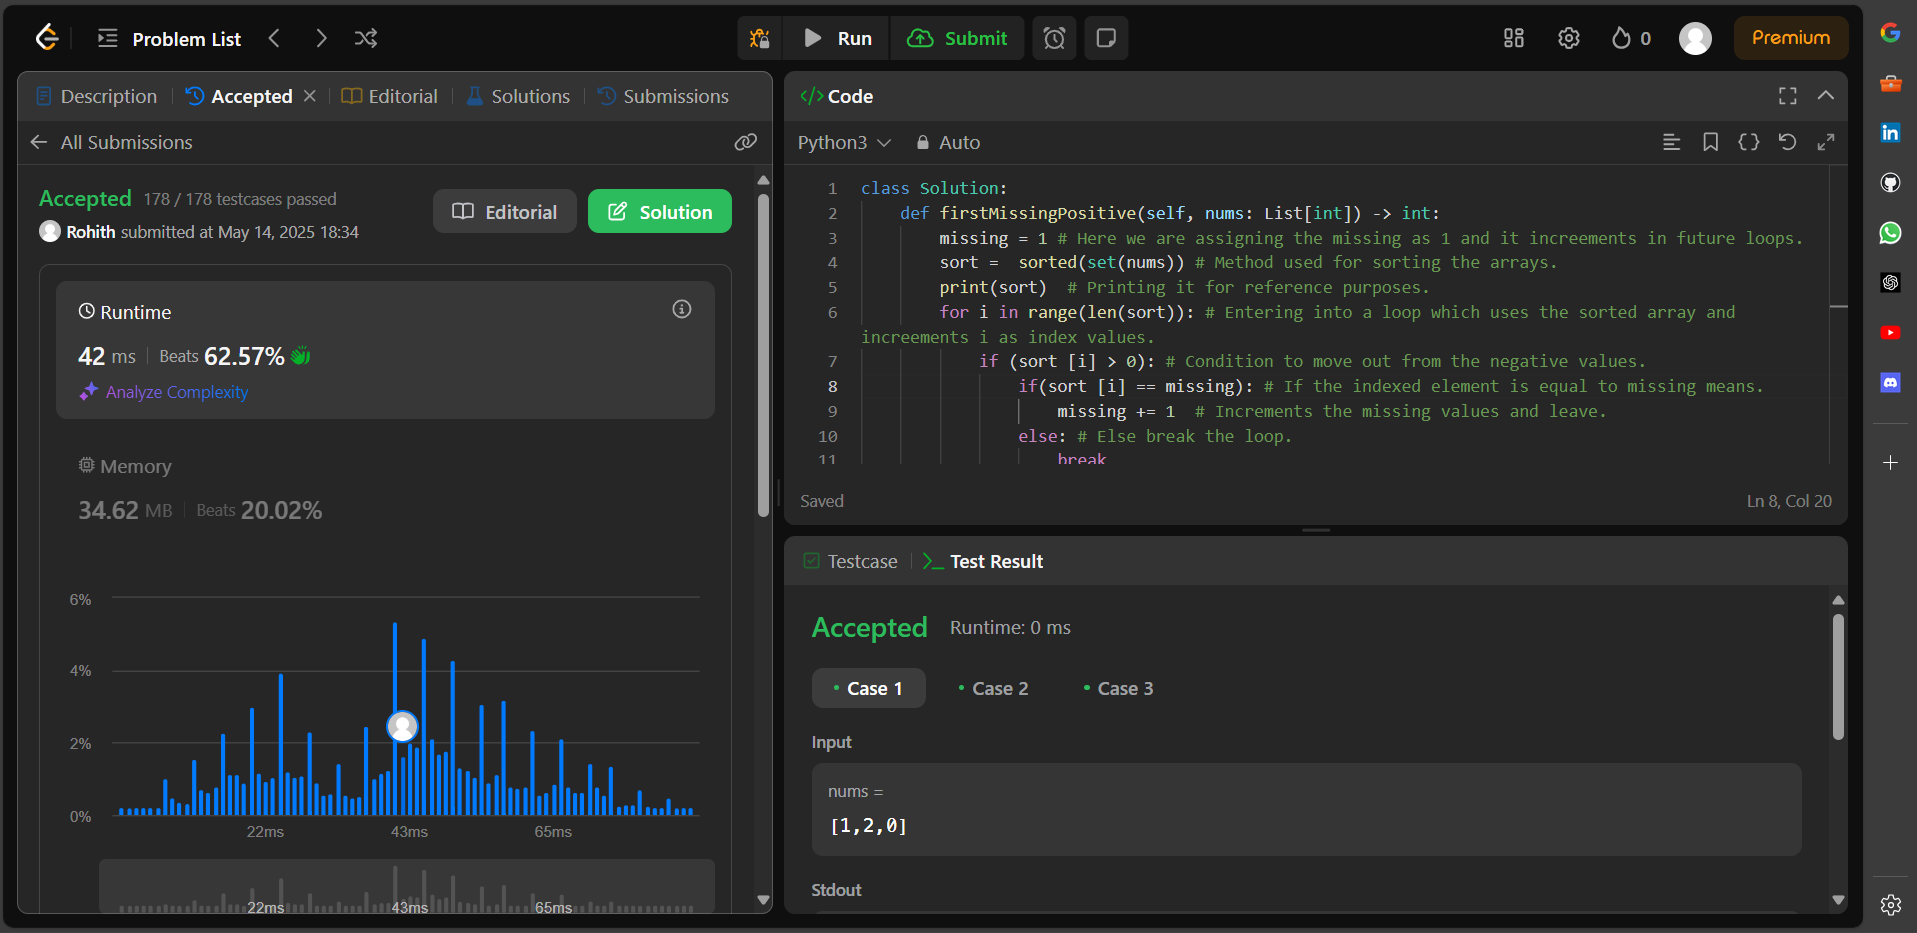 Problem List
Run
Submit
0
Premium
Description
Accepted
Editorial
Solutions
Submissions
All Submissions
Accepted 178 / 178 testcases passed
Rohith submitted at May 14, 2025 18:34
Editorial
Solution
Runtime
42 ms Beats 62.57%
Analyze Complexity
Memory
34.62 MB Beats 20.02%
6%
4%
2%
0%
22ms 43ms 65ms
22ms 43ms 65ms
</> Code
Python3 Auto
1 class Solution:
2 def firstMissingPositive(self, nums: List[int]) -> int:
3 missing = 1 # Here we are assigning the missing as 1 and it increements in future loops.
4 sort =  sorted(set(nums)) # Method used for sorting the arrays.
5 print(sort)  # Printing it for reference purposes.
6 for i in range(len(sort)): # Entering into a loop which uses the sorted array and
increements i as index values.
7 if (sort [i] > 0): # Condition to move out from the negative values.
8 if(sort [i] == missing): # If the indexed element is equal to missing means.
9 missing += 1  # Increments the missing values and leave.
10 else: # Else break the loop.
11 break
Saved
Ln 8, Col 20
Testcase
Test Result
Accepted Runtime: 0 ms
Case 1
Case 2
Case 3
Input
nums =
[1,2,0]
Stdout